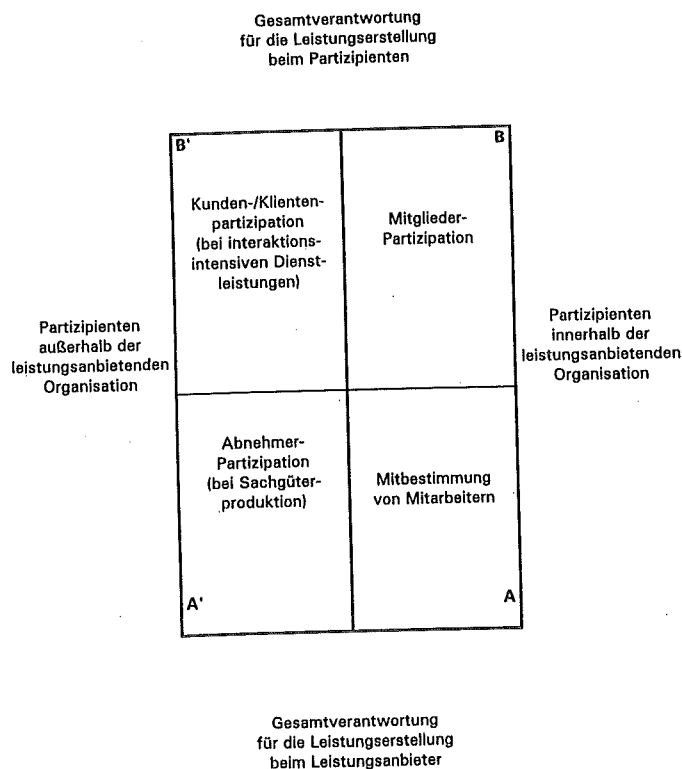 Gesamtverantwortung
für die Leistungserstellung
beim Partizipienten
B'
B
Kunden-/Klienten-
partizipation
(bei interaktions-
intensiven Dienst-
leistungen)
Mitglieder-
Partizipation
Partizipienten
außerhalb der
leistungsanbietenden
Organisation
Partizipienten
innerhalb der
leistungsanbietenden
Organisation
Abnehmer-
Partizipation
(bei Sachgüter-
produktion)
Mitbestimmung
von Mitarbeitern
A'
A
Gesamtverantwortung
für die Leistungserstellung
beim Leistungsanbieter